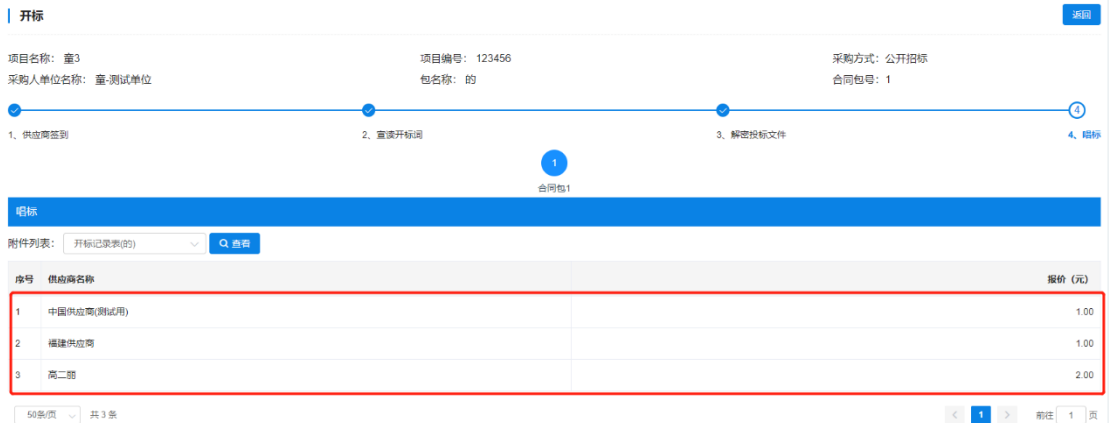 开标 返回
项目名称： 童3 项目编号： 123456 采购方式：公开招标
采购人单位名称： 童-测试单位 包名称： 的 合同包号：1
4
1、供应商签到 2、宣读开标词 3、解密投标文件 4、唱标
1
合同包1
唱标
附件列表： 开标记录表(的) 查看
序号 供应商名称 报价（元）
1 中国供应商(测试用) 1.00
2 福建供应商 1.00
3 高二丽 2.00
50条/页 共 3 条 1 前往 1 页